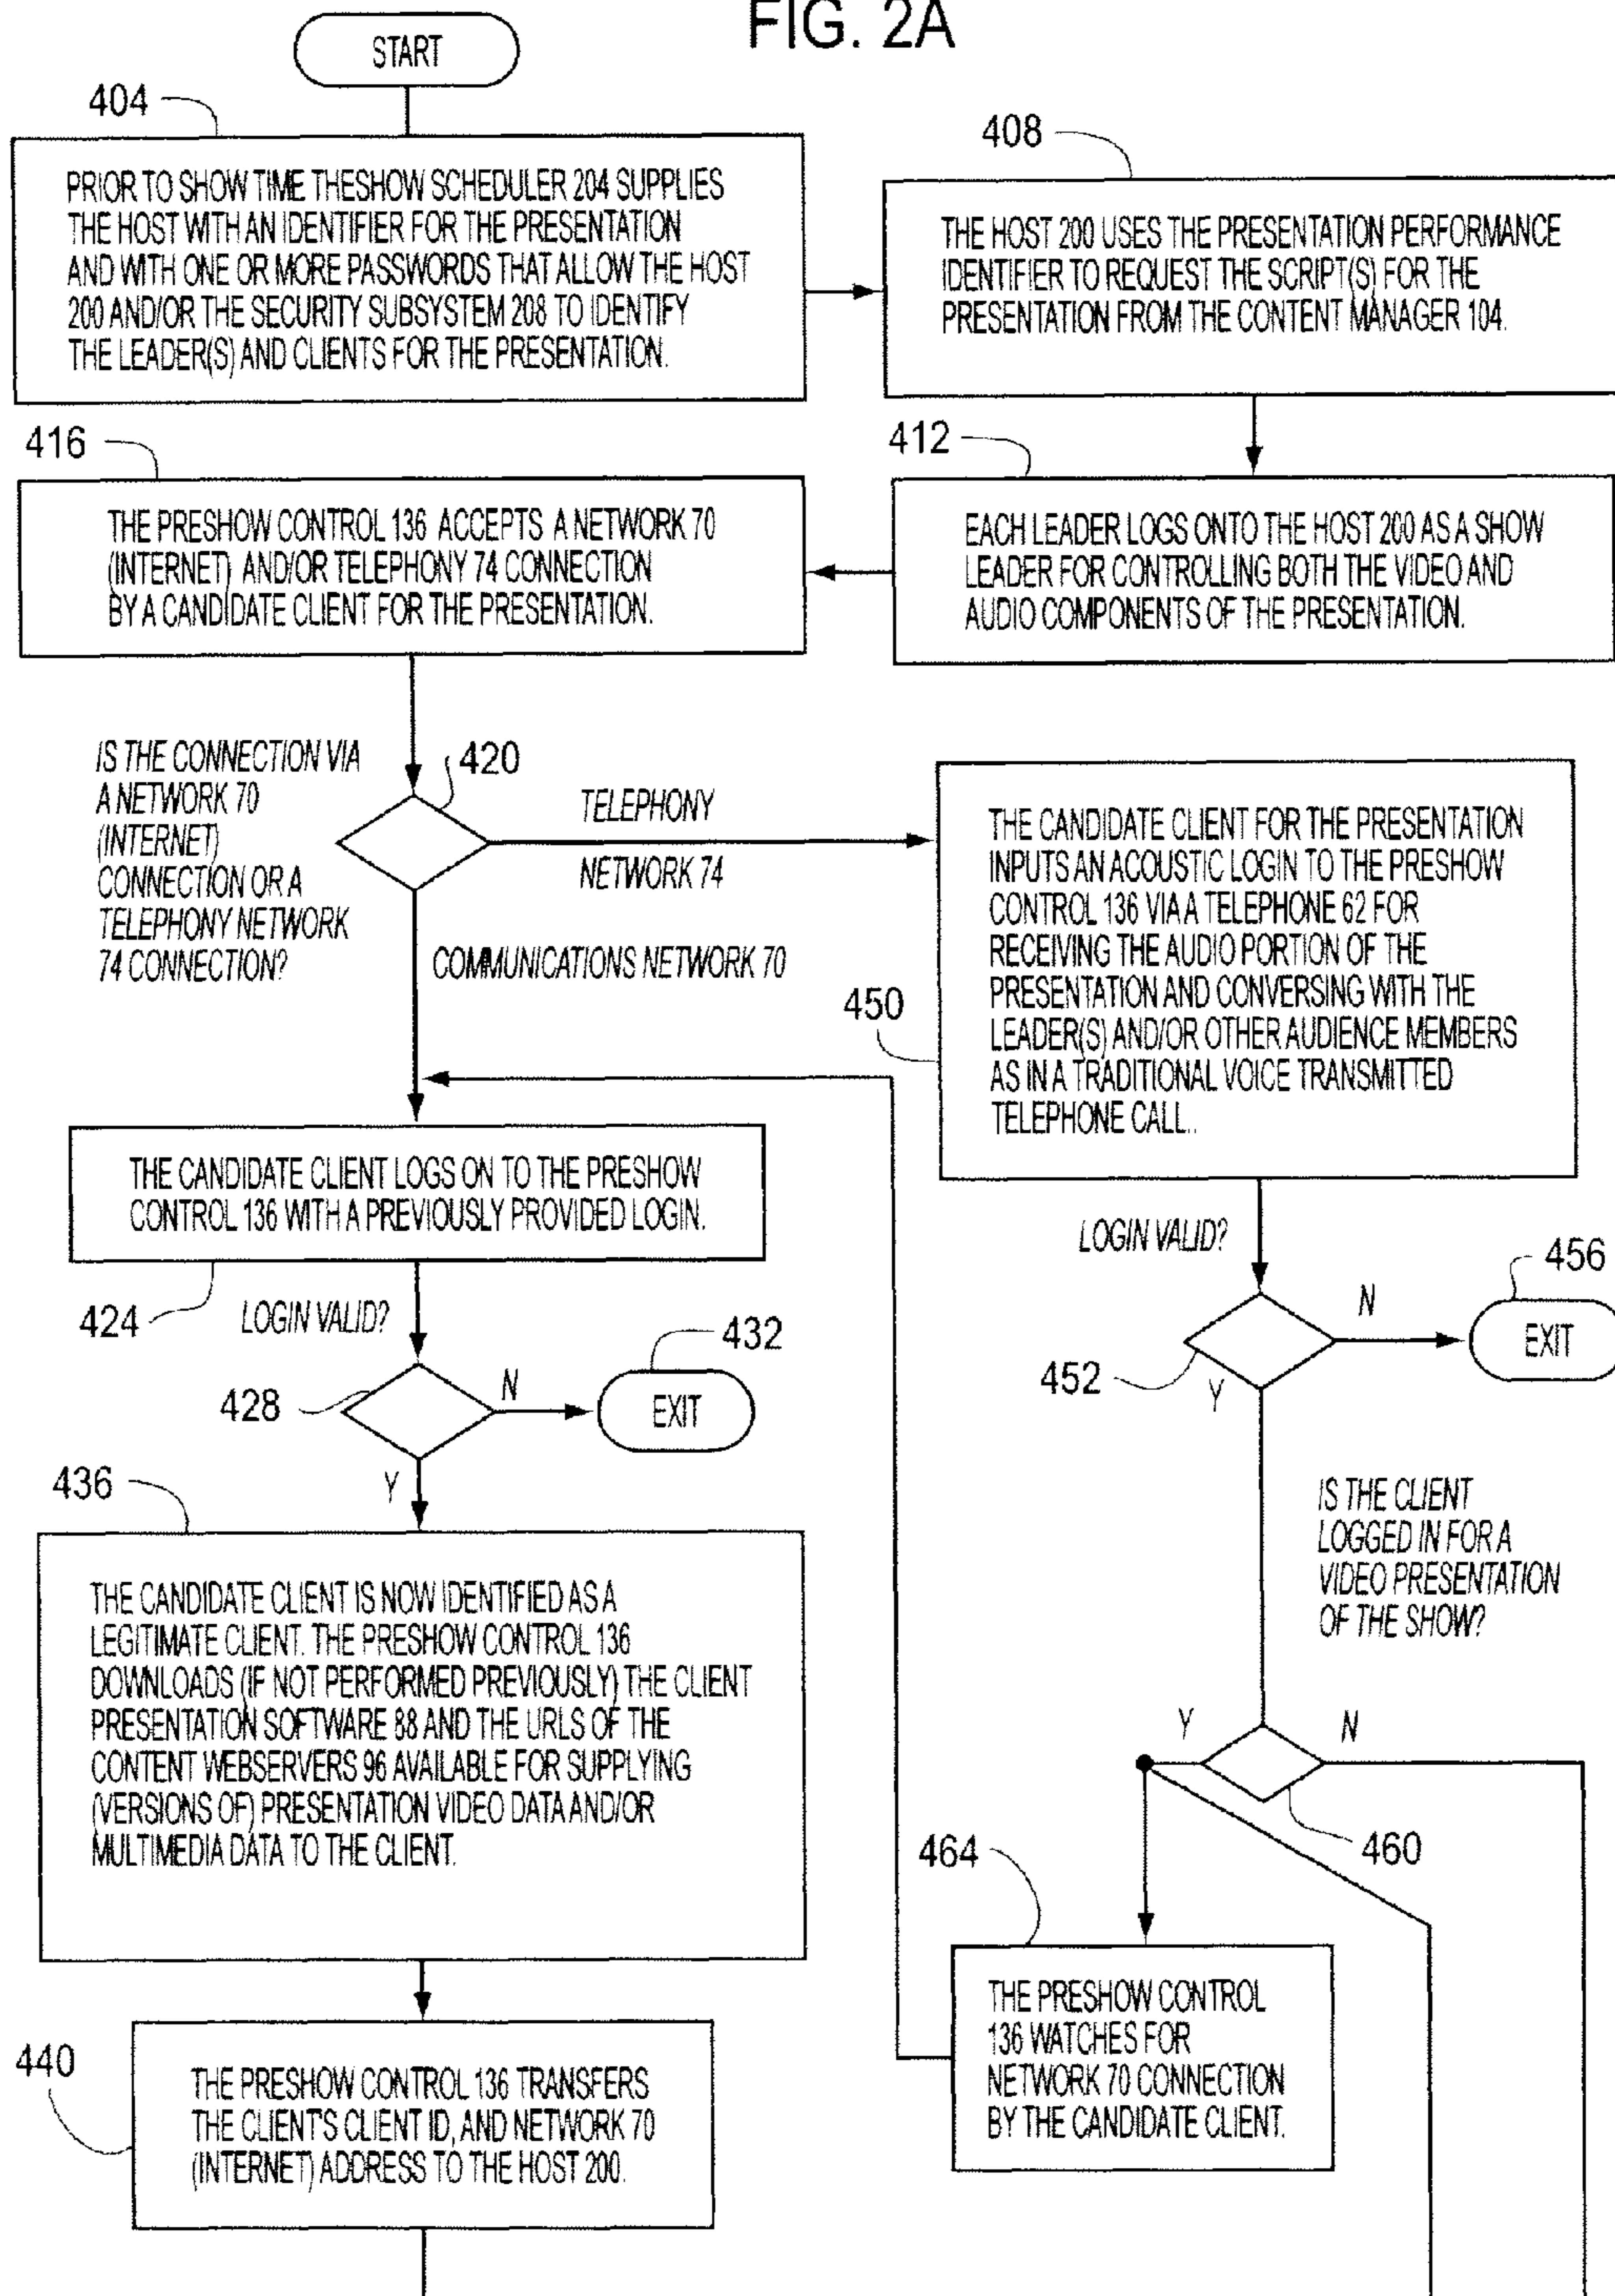 FIG. 2A
START
404
PRIOR TO SHOW TIME THESHOW SCHEDULER 204 SUPPLIES
THE HOST WITH AN IDENTIFIER FOR THE PRESENTATION
AND WITH ONE OR MORE PASSWORDS THAT ALLOW THE HOST
200 AND/OR THE SECURITY SUBSYSTEM 208 TO IDENTIFY
THE LEADER(S) AND CLIENTS FOR THE PRESENTATION.
408
THE HOST 200 USES THE PRESENTATION PERFORMANCE
IDENTIFIER TO REQUEST THE SCRIPT(S) FOR THE
PRESENTATION FROM THE CONTENT MANAGER 104.
412
EACH LEADER LOGS ONTO THE HOST 200 AS A SHOW
LEADER FOR CONTROLLING BOTH THE VIDEO AND
AUDIO COMPONENTS OF THE PRESENTATION.
416
THE PRESHOW CONTROL 136 ACCEPTS A NETWORK 70
(INTERNET) AND/OR TELEPHONY 74 CONNECTION
BY A CANDIDATE CLIENT FOR THE PRESENTATION.
IS THE CONNECTION VIA
A NETWORK 70
(INTERNET)
CONNECTION OR A
TELEPHONY NETWORK
74 CONNECTION?
420
TELEPHONY
NETWORK 74
COMMUNICATIONS NETWORK 70
450
THE CANDIDATE CLIENT FOR THE PRESENTATION
INPUTS AN ACOUSTIC LOGIN TO THE PRESHOW
CONTROL 136 VIA A TELEPHONE 62 FOR
RECEIVING THE AUDIO PORTION OF THE
PRESENTATION AND CONVERSING WITH THE
LEADER(S) AND/OR OTHER AUDIENCE MEMBERS
AS IN A TRADITIONAL VOICE TRANSMITTED
TELEPHONE CALL..
THE CANDIDATE CLIENT LOGS ON TO THE PRESHOW
CONTROL 136 WITH A PREVIOUSLY PROVIDED LOGIN.
424
LOGIN VALID?
428
N
432
EXIT
Y
LOGIN VALID?
452
N
456
EXIT
Y
436
THE CANDIDATE CLIENT IS NOW IDENTIFIED AS A
LEGITIMATE CLIENT. THE PRESHOW CONTROL 136
DOWNLOADS (IF NOT PERFORMED PREVIOUSLY) THE CLIENT
PRESENTATION SOFTWARE 88 AND THE URLS OF THE
CONTENT WEBSERVERS 96 AVAILABLE FOR SUPPLYING
(VERSIONS OF) PRESENTATION VIDEO DATA AND/OR
MULTIMEDIA DATA TO THE CLIENT.
IS THE CLIENT
LOGGED IN FOR A
VIDEO PRESENTATION
OF THE SHOW?
Y
N
460
464
THE PRESHOW CONTROL
136 WATCHES FOR
NETWORK 70 CONNECTION
BY THE CANDIDATE CLIENT.
440
THE PRESHOW CONTROL 136 TRANSFERS
THE CLIENT'S CLIENT ID, AND NETWORK 70
(INTERNET) ADDRESS TO THE HOST 200.